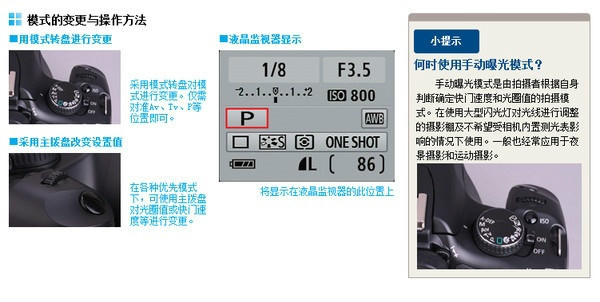 模式的变更与操作方法
■用模式转盘进行变更
采用模式转盘对模
式进行变更。仅需
对准Av、Tv、P等
位置即可。
■采用主拨盘改变设置值
在各种优先模式
下，可使用主拨盘
对光圈值或快门速
度等进行变更。
■液晶监视器显示
1/8 F3.5
-2..1..0..1..+2 ISO 800
P AWB
ONE SHOT
L [ 86 ]
将显示在液晶监视器的此位置上
小提示
何时使用手动曝光模式？
手动曝光模式是由拍摄者根据自身
判断确定快门速度和光圈值的拍摄模
式。在使用大型闪光灯对光线进行调整
的摄影棚及不希望受相机内置测光表影
响的情况下使用。一般也经常应用于夜
景摄影和运动摄影。
ISO
ON
OFF